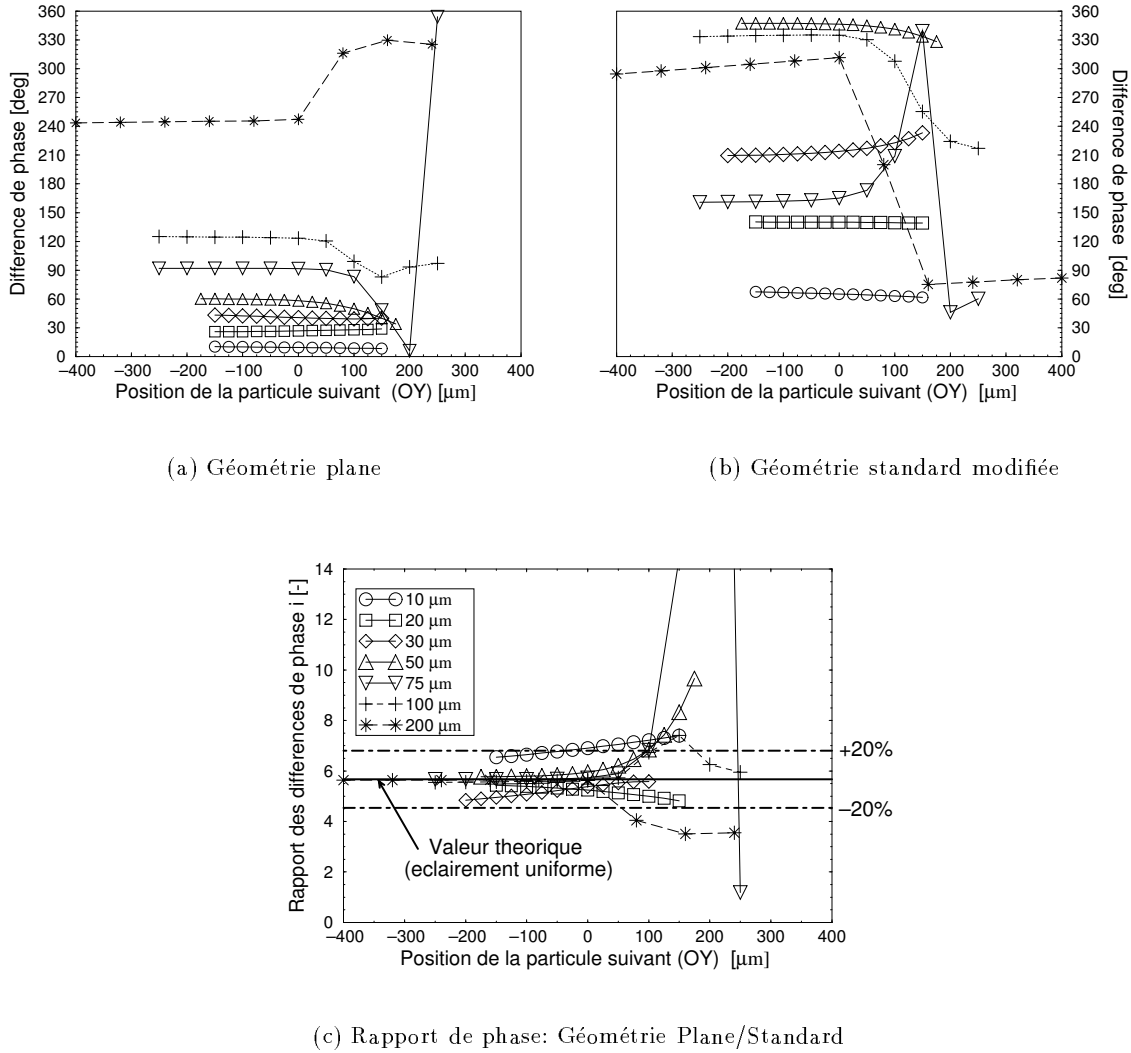 360
330
300
270
240
210
180
150
120
90
60
30
0
Difference de phase [deg]
−400 −300 −200 −100 0 100 200 300 400
Position de la particule suivant (OY) [μm]
(a) Géométrie plane
360
330
300
270
240
210
180
150
120
90
60
30
0
Difference de phase [deg]
−400 −300 −200 −100 0 100 200 300 400
Position de la particule suivant (OY) [μm]
(b) Géométrie standard modifiée
14
12
10
8
6
4
2
0
Rapport des differences de phase i [-]
10 μm
20 μm
30 μm
50 μm
75 μm
100 μm
200 μm
+20%
−20%
Valeur theorique
(eclairement uniforme)
−400 −300 −200 −100 0 100 200 300 400
Position de la particule suivant (OY) [μm]
(c) Rapport de phase: Géométrie Plane/Standard